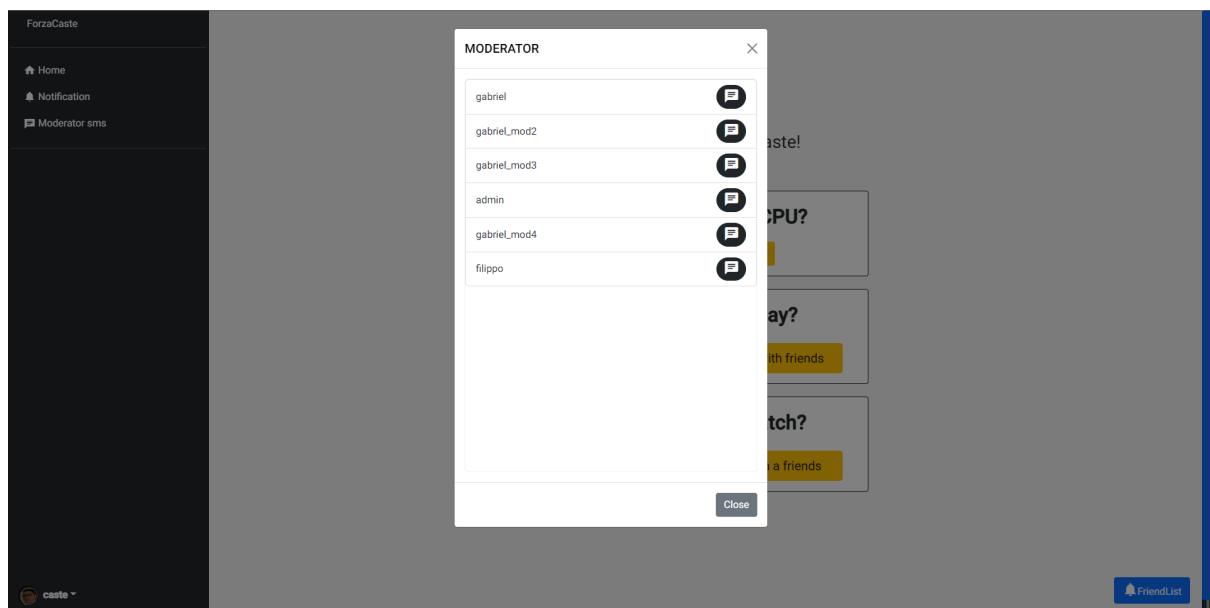 ForzaCaste
Home
Notification
Moderator sms
MODERATOR
gabriel
gabriel_mod2
gabriel_mod3
admin
gabriel_mod4
filippo
Close
aste!
CPU?
ay?
ith friends
tch?
a friends
caste
FriendList